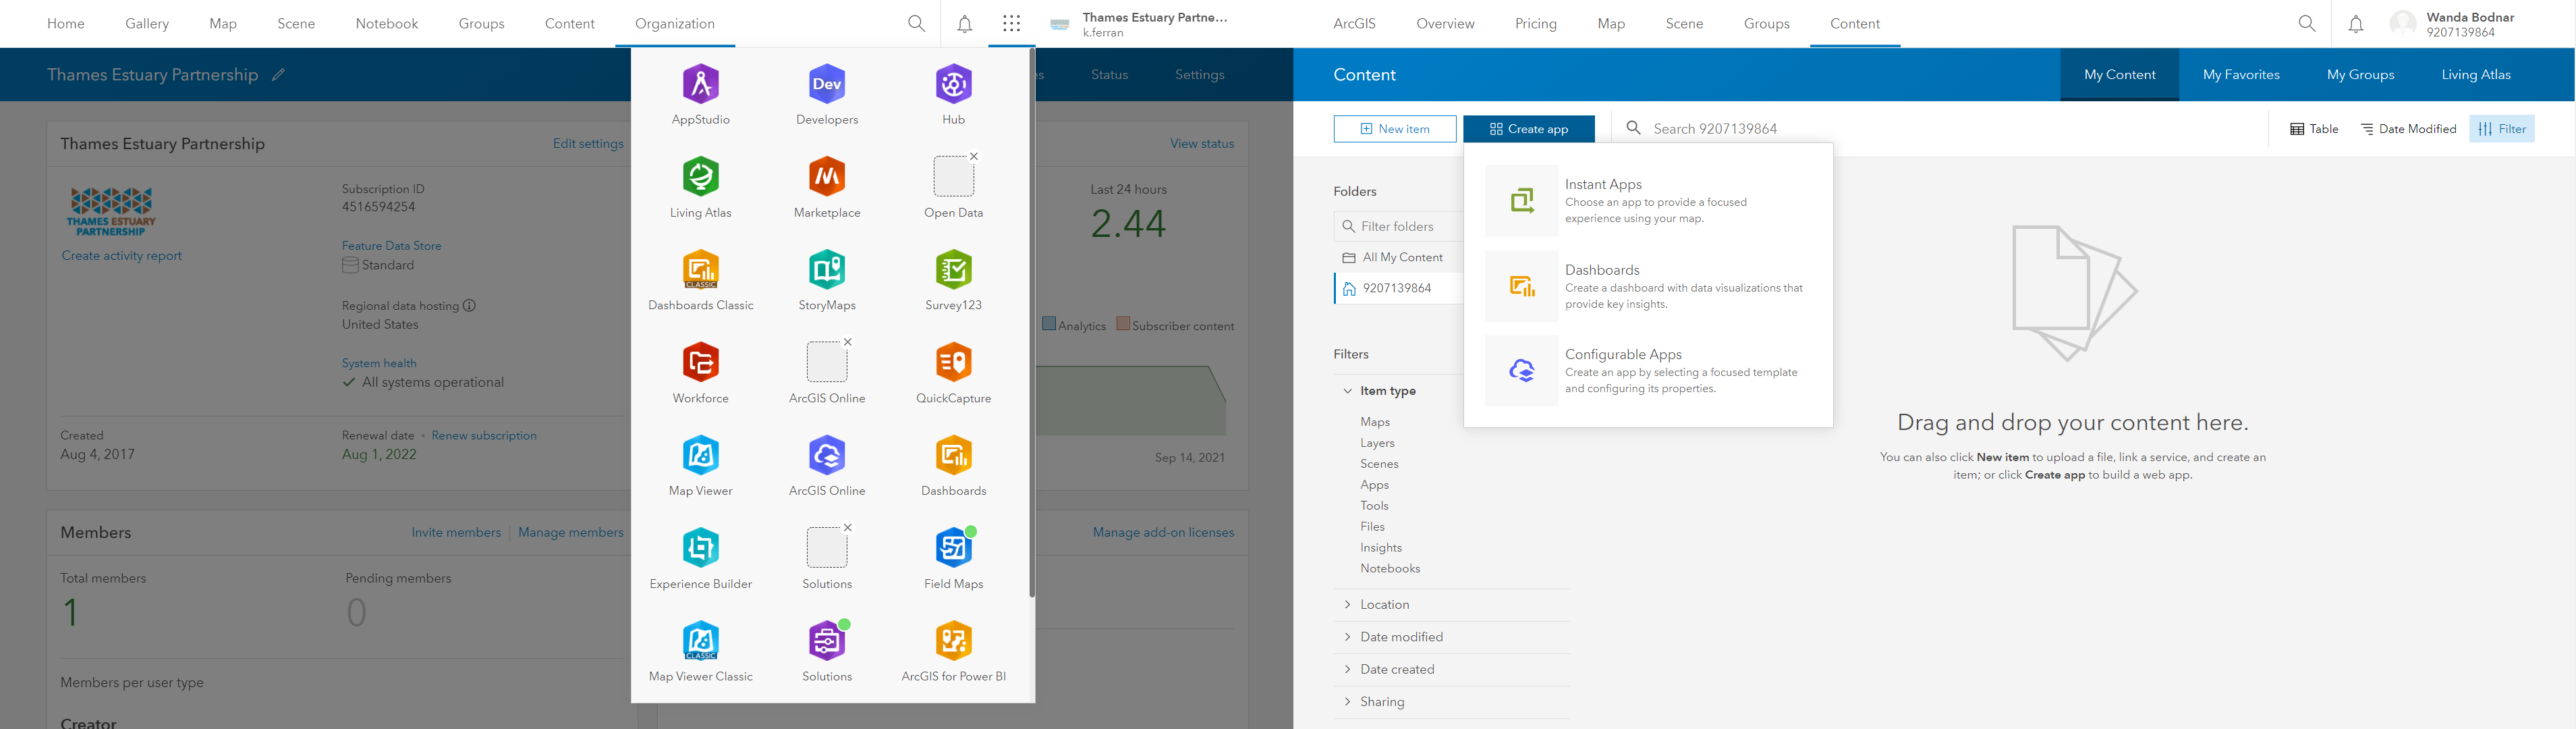 Home Gallery Map Scene Notebook Groups Content Organization
Thames Estuary Partne...
k.ferran
Thames Estuary Partnership
Status Settings
Thames Estuary Partnership Edit settings
THAMES ESTUARY
PARTNERSHIP
Create activity report
Subscription ID
4516594254
Feature Data Store
Standard
Regional data hosting
United States
System health
All systems operational
Created
Aug 4, 2017
Renewal date • Renew subscription
Aug 1, 2022
Members Invite members Manage members
Total members
1
Pending members
0
Members per user type
Creator
AppStudio
Dev
Developers
Hub
Living Atlas
Marketplace
Open Data
CLASSIC
Dashboards Classic
StoryMaps
Survey123
Workforce
ArcGIS Online
QuickCapture
Map Viewer
ArcGIS Online
Dashboards
Experience Builder
Solutions
Field Maps
CLASSIC
Map Viewer Classic
Solutions
ArcGIS for Power BI
View status
Last 24 hours
2.44
Analytics Subscriber content
Sep 14, 2021
Manage add-on licenses
ArcGIS Overview Pricing Map Scene Groups Content
Wanda Bodnar
9207139864
Content
My Content My Favorites My Groups Living Atlas
New item Create app Search 9207139864
Table Date Modified Filter
Folders
Filter folders
All My Content
9207139864
Filters
Item type
Maps
Layers
Scenes
Apps
Tools
Files
Insights
Notebooks
Location
Date modified
Date created
Sharing
Instant Apps
Choose an app to provide a focused
experience using your map.
Dashboards
Create a dashboard with data visualizations that
provide key insights.
Configurable Apps
Create an app by selecting a focused template
and configuring its properties.
Drag and drop your content here.
You can also click New item to upload a file, link a service, and create an
item; or click Create app to build a web app.